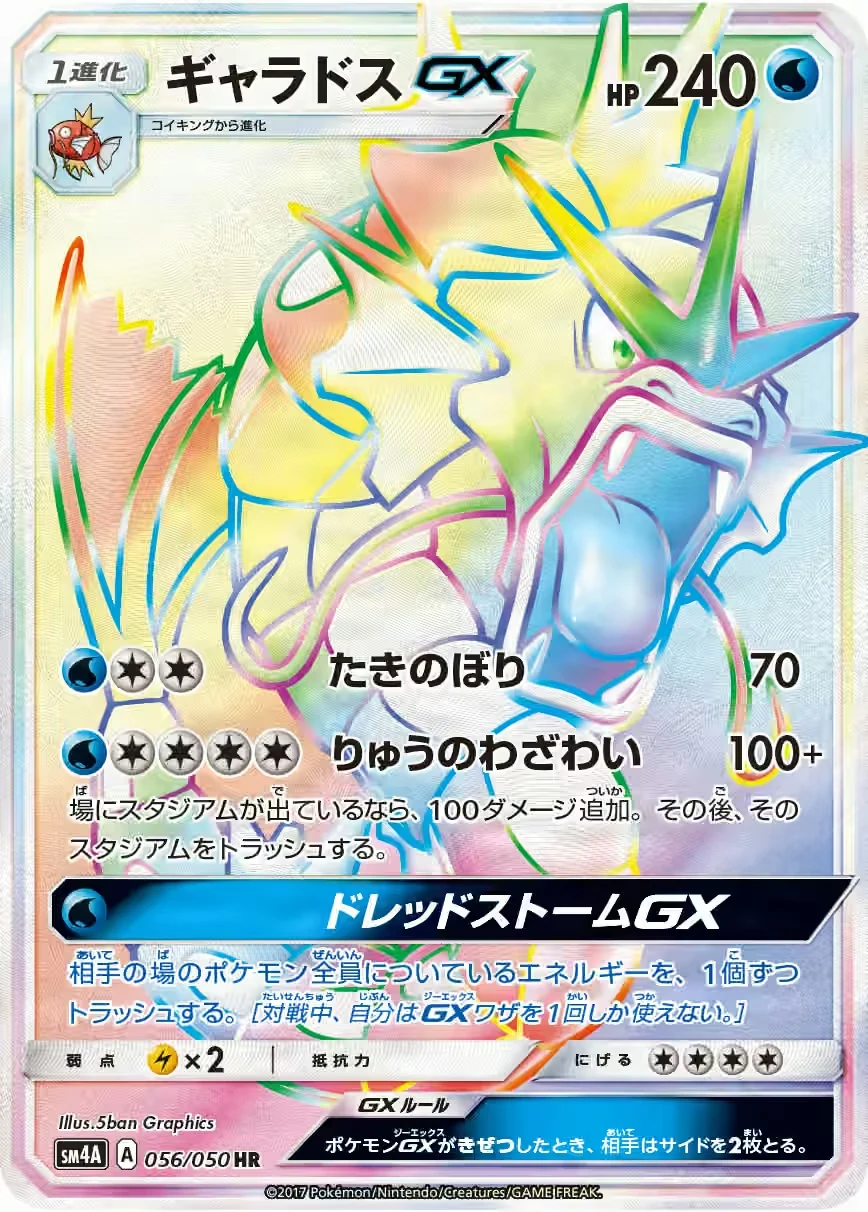 1進化
ギャラドスGX
HP240
コイキングから進化
たきのぼり 70
りゅうのわざわい 100+
場にスタジアムが出ているなら、100ダメージ追加。その後、その
スタジアムをトラッシュする。
ドレッドストームGX
相手の場のポケモン全員についているエネルギーを、1個ずつ
トラッシュする。[対戦中、自分はGXワザを1回しか使えない。]
弱点 ×2 抵抗力 にげる
GXルール
ポケモンGXがきぜつしたとき、相手はサイドを2枚とる。
Illus.5ban Graphics
SM4A A 056/050 HR
©2017 Pokémon/Nintendo/Creatures/GAME FREAK.